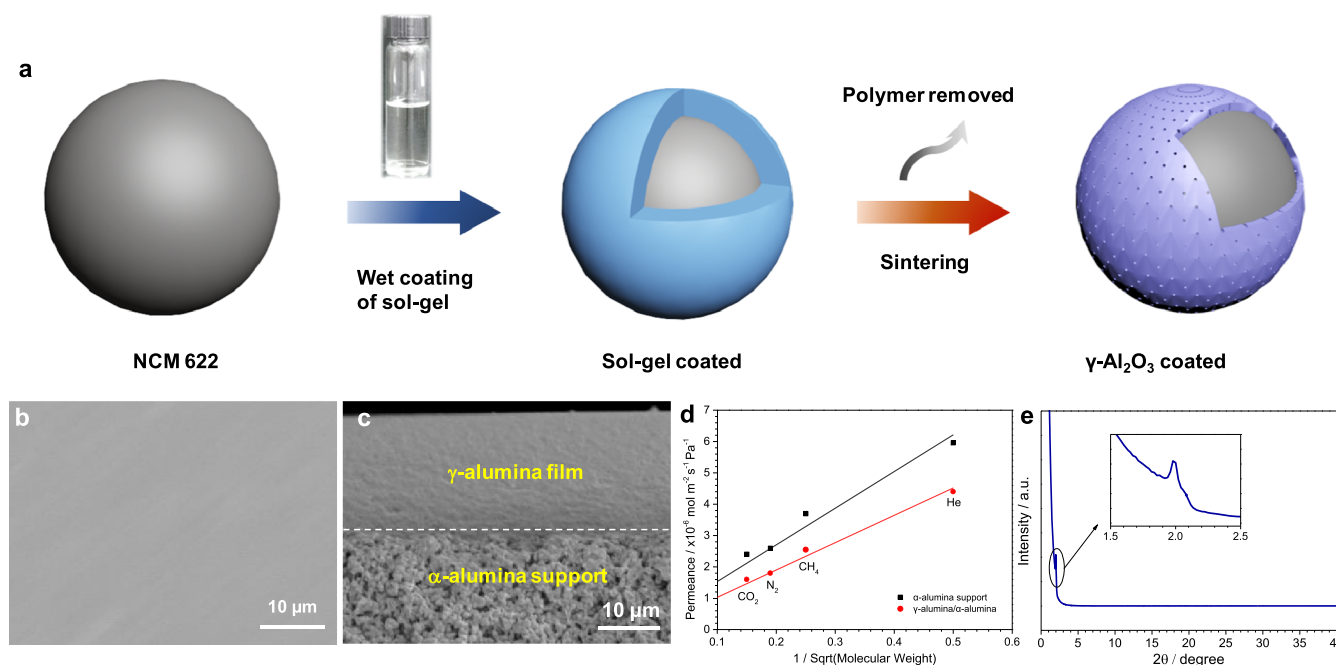 a
Polymer removed
Wet coating
of sol-gel
Sintering
NCM 622
Sol-gel coated
γ-Al₂O₃ coated
b
10 μm
c
γ-alumina film
α-alumina support
10 μm
d
Permeance / x10⁻⁶ mol m⁻² s⁻¹ Pa⁻¹
7
6
5
4
3
2
1
0
He
CH₄
N₂
CO₂
α-alumina support
γ-alumina/α-alumina
0.1 0.2 0.3 0.4 0.5 0.6
1 / Sqrt(Molecular Weight)
e
Intensity / a.u.
1.5 2.0 2.5
0 5 10 15 20 25 30 35 40
2θ / degree